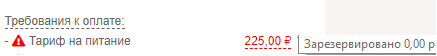 Требования к оплате:
- Тариф на питание 225,00 ₽ Зарезервировано 0,00 р